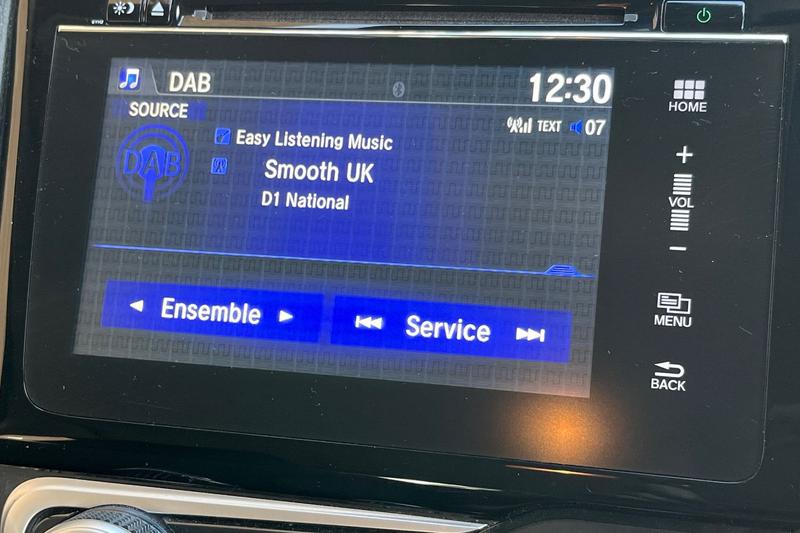 DAB
12:30
SOURCE
TEXT 07
DAB
Easy Listening Music
Smooth UK
D1 National
Ensemble
Service
HOME
+
VOL
−
MENU
BACK